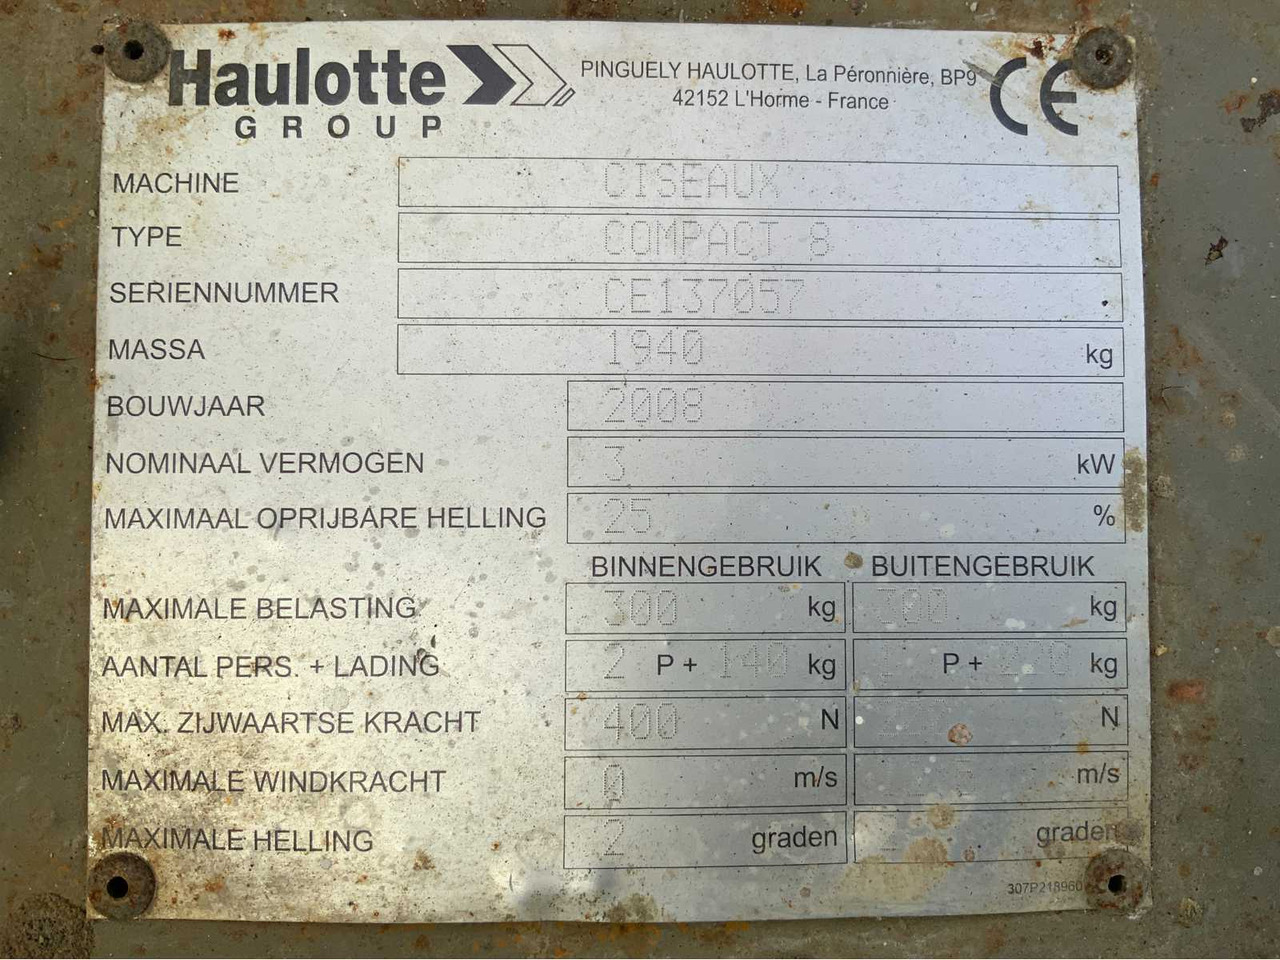 Haulotte
GROUP
PINGUELY HAULOTTE, La Péronnière, BP9
42152 L'Horme - France
CE
MACHINE CISEAUX
TYPE COMPACT 8
SERIENNUMMER CE137057
MASSA 1940 kg
BOUWJAAR 2008
NOMINAAL VERMOGEN 3 kW
MAXIMAAL OPRIJBARE HELLING 25 %
BINNENGEBRUIK BUITENGEBRUIK
MAXIMALE BELASTING 300 kg kg
AANTAL PERS. + LADING 2 P + 140 kg P + kg
MAX. ZIJWAARTSE KRACHT 400 N N
MAXIMALE WINDKRACHT 0 m/s m/s
MAXIMALE HELLING 2 graden graden
307P218960